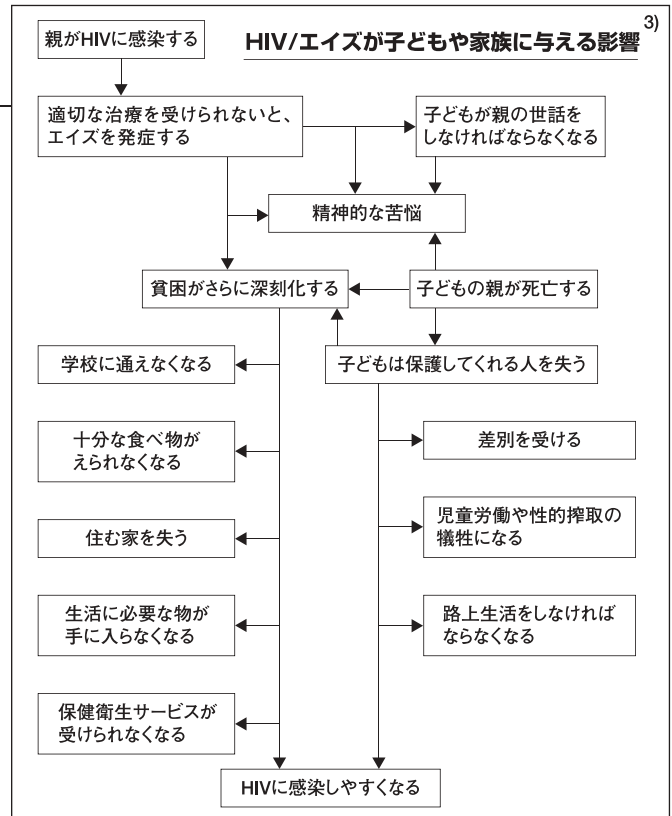 3)
HIV/エイズが子どもや家族に与える影響
親がHIVに感染する
適切な治療を受けられないと、
エイズを発症する
子どもが親の世話を
しなければならなくなる
精神的な苦悩
貧困がさらに深刻化する
子どもの親が死亡する
学校に通えなくなる
子どもは保護してくれる人を失う
十分な食べ物が
えられなくなる
差別を受ける
住む家を失う
児童労働や性的搾取の
犠牲になる
生活に必要な物が
手に入らなくなる
路上生活をしなければ
ならなくなる
保健衛生サービスが
受けられなくなる
HIVに感染しやすくなる